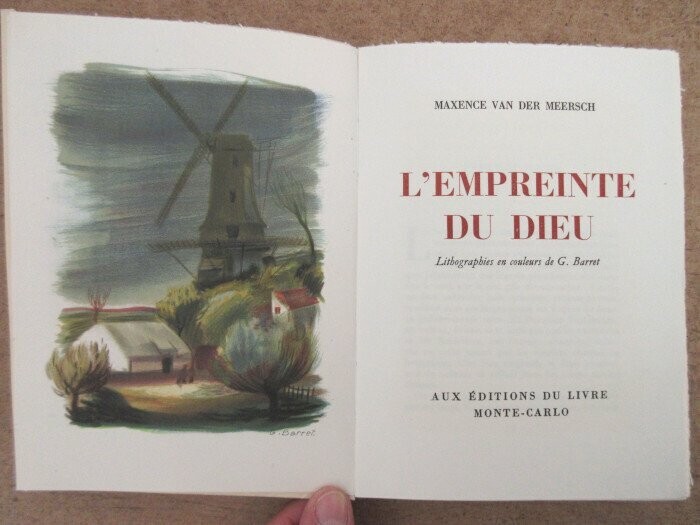 G. Barret
MAXENCE VAN DER MEERSCH
L'EMPREINTE
DU DIEU
Lithographies en couleurs de G. Barret
AUX ÉDITIONS DU LIVRE
MONTE-CARLO